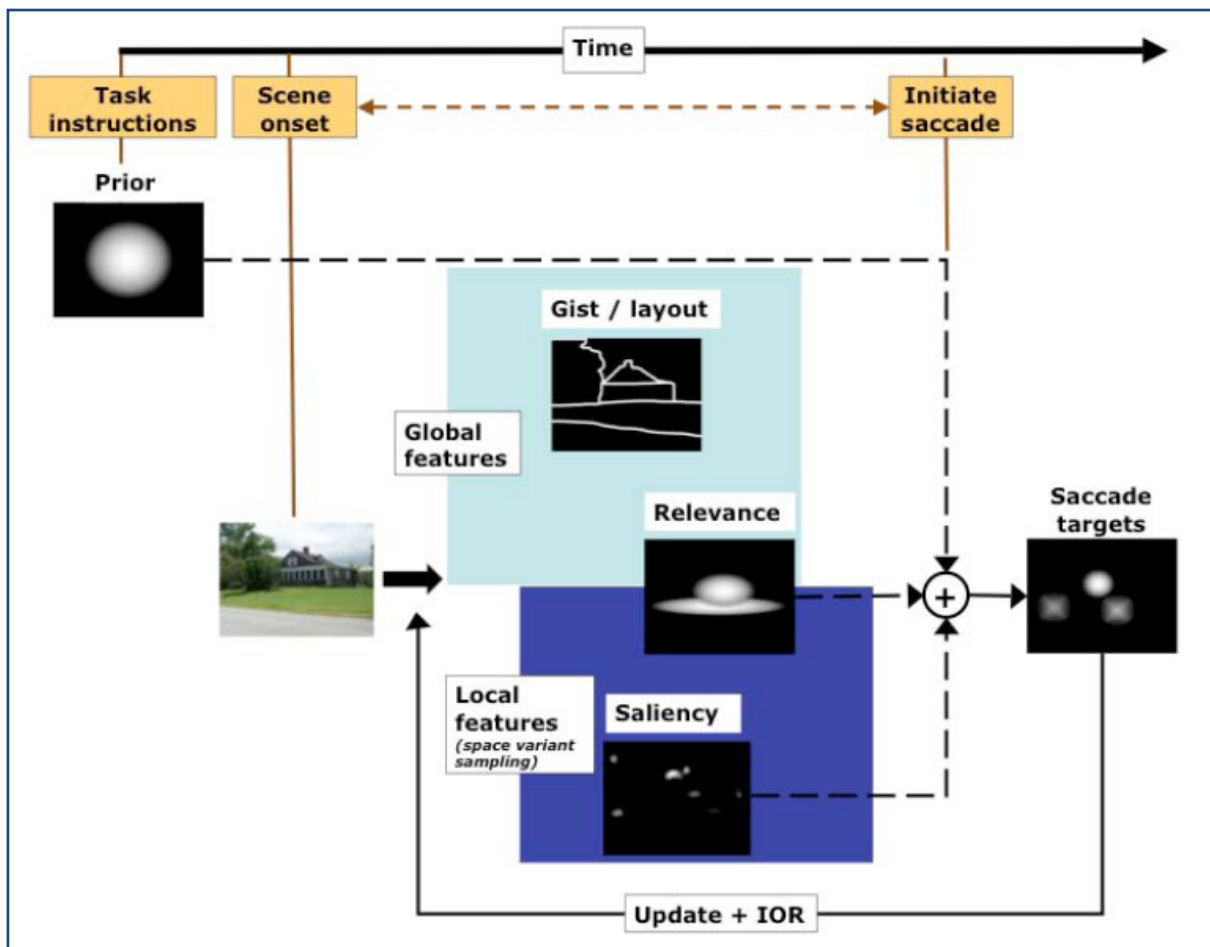 Time
Task
instructions
Scene
onset
Initiate
saccade
Prior
Gist / layout
Global
features
Relevance
Saccade
targets
+
Local
features
(space variant
sampling)
Saliency
Update + IOR